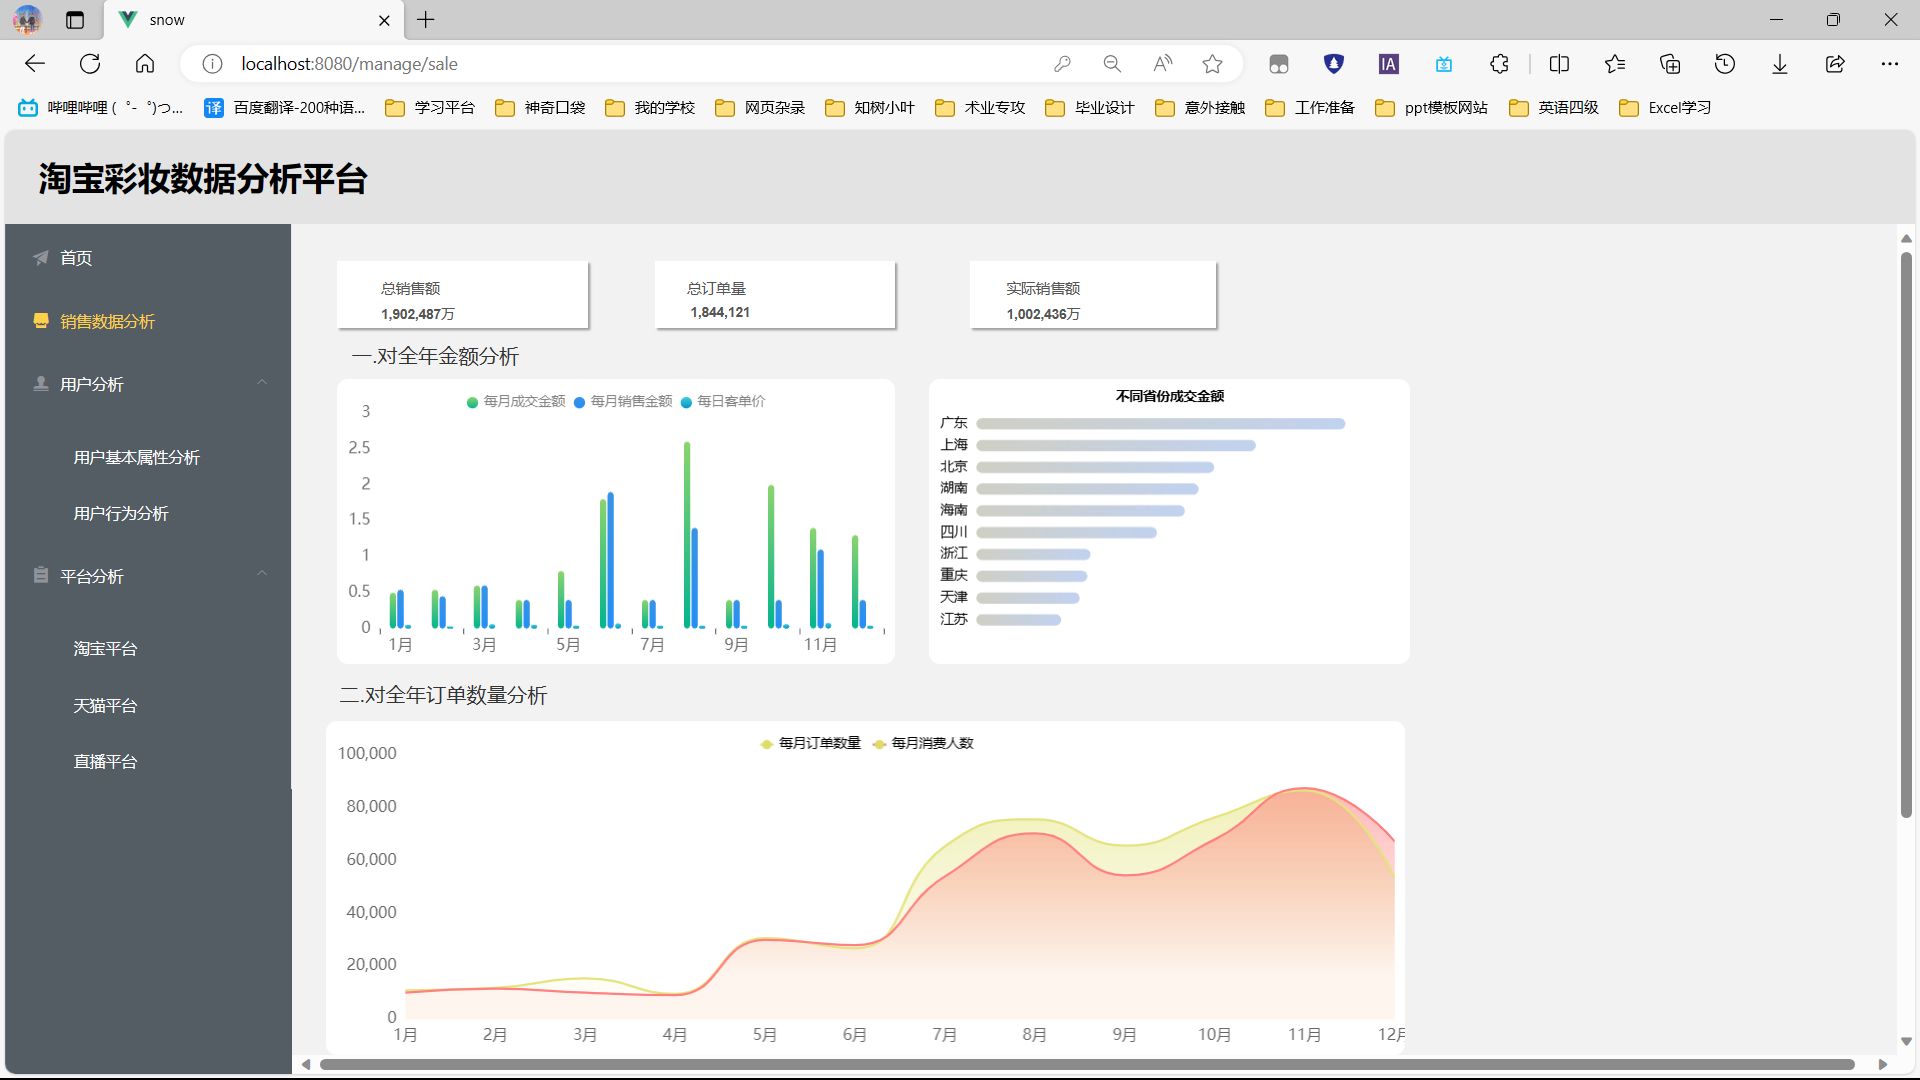 snow
localhost:8080/manage/sale
哔哩哔哩 ( ゜- ゜)つ...
译 百度翻译-200种语...
学习平台
神奇口袋
我的学校
网页杂录
知树小叶
术业专攻
毕业设计
意外接触
工作准备
ppt模板网站
英语四级
Excel学习
淘宝彩妆数据分析平台
首页
销售数据分析
用户分析
用户基本属性分析
用户行为分析
平台分析
淘宝平台
天猫平台
直播平台
总销售额
1,902,487万
总订单量
1,844,121
实际销售额
1,002,436万
一.对全年金额分析
每月成交金额 每月销售金额 每日客单价
3
2.5
2
1.5
1
0.5
0
1月 3月 5月 7月 9月 11月
不同省份成交金额
广东
上海
北京
湖南
海南
四川
浙江
重庆
天津
江苏
二.对全年订单数量分析
每月订单数量 每月消费人数
100,000
80,000
60,000
40,000
20,000
0
1月 2月 3月 4月 5月 6月 7月 8月 9月 10月 11月 12月